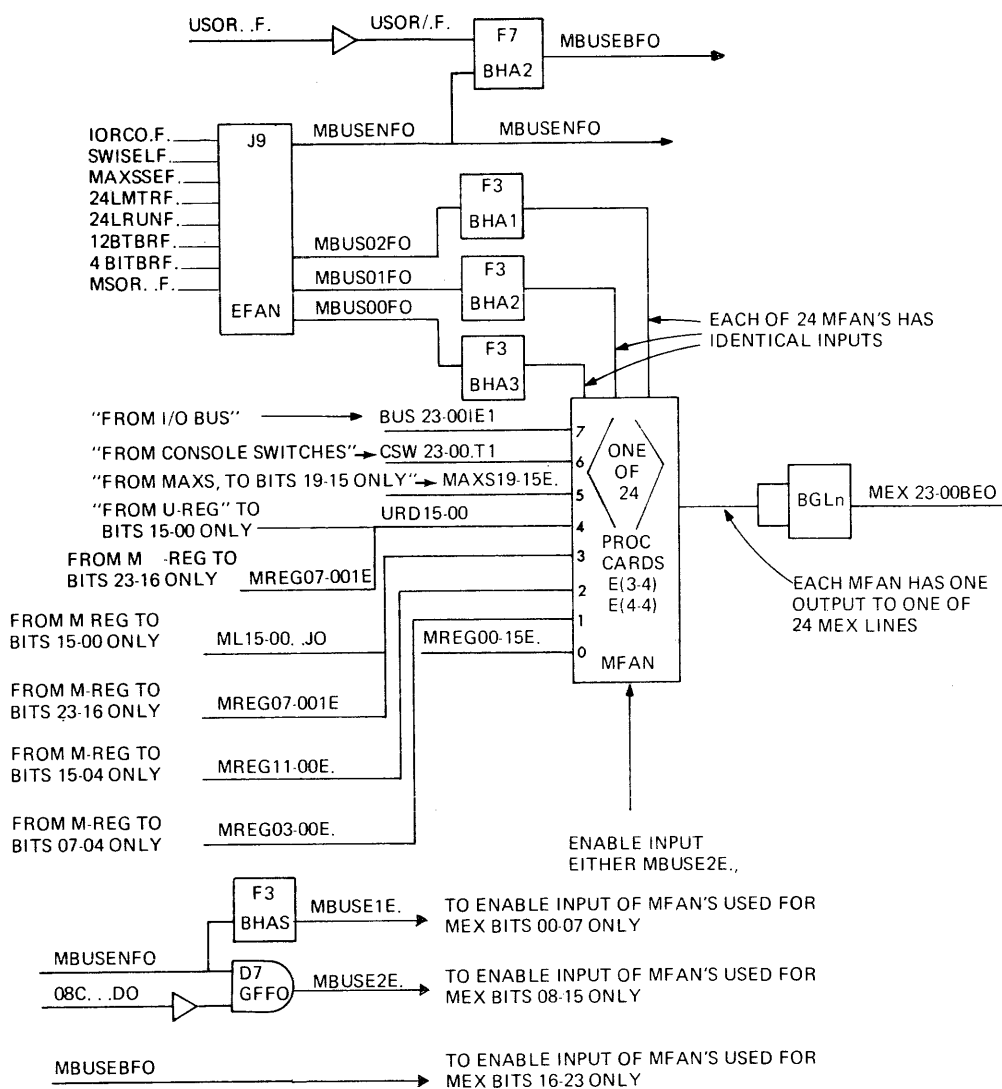 USOR. .F.
USOR/.F.
F7
BHA2
MBUSEBFO
IORCO.F.
SWISELF.
MAXSSEF.
24LMTRF.
24LRUNF.
12BTBRF.
4 BITBRF.
MSOR. .F.
J9
EFAN
MBUSENFO
MBUSENFO
MBUS02FO
MBUS01FO
MBUS00FO
F3
BHA1
F3
BHA2
F3
BHA3
EACH OF 24 MFAN'S HAS
IDENTICAL INPUTS
"FROM I/O BUS"
BUS 23-00IE1
"FROM CONSOLE SWITCHES"
CSW 23-00.T1
"FROM MAXS, TO BITS 19-15 ONLY"
MAXS19-15E.
"FROM U-REG" TO
BITS 15-00 ONLY
URD15-00
FROM M -REG TO
BITS 23-16 ONLY
MREG07-001E
FROM M REG TO
BITS 15-00 ONLY
ML15-00. .JO
MREG00-15E.
FROM M-REG TO
BITS 23-16 ONLY
MREG07-001E
FROM M-REG TO
BITS 15-04 ONLY
MREG11-00E.
FROM M-REG TO
BITS 07-04 ONLY
MREG03-00E.
7
6
5
4
3
2
1
0
ONE
OF
24
PROC
CARDS
E(3-4)
E(4-4)
MFAN
BGLn
MEX 23-00BEO
EACH MFAN HAS ONE
OUTPUT TO ONE OF
24 MEX LINES
ENABLE INPUT
EITHER MBUSE2E.,
F3
BHAS
MBUSE1E.
TO ENABLE INPUT OF MFAN'S USED FOR
MEX BITS 00-07 ONLY
MBUSENFO
08C. . .DO
D7
GFFO
MBUSE2E.
TO ENABLE INPUT OF MFAN'S USED FOR
MEX BITS 08-15 ONLY
MBUSEBFO
TO ENABLE INPUT OF MFAN'S USED FOR
MEX BITS 16-23 ONLY